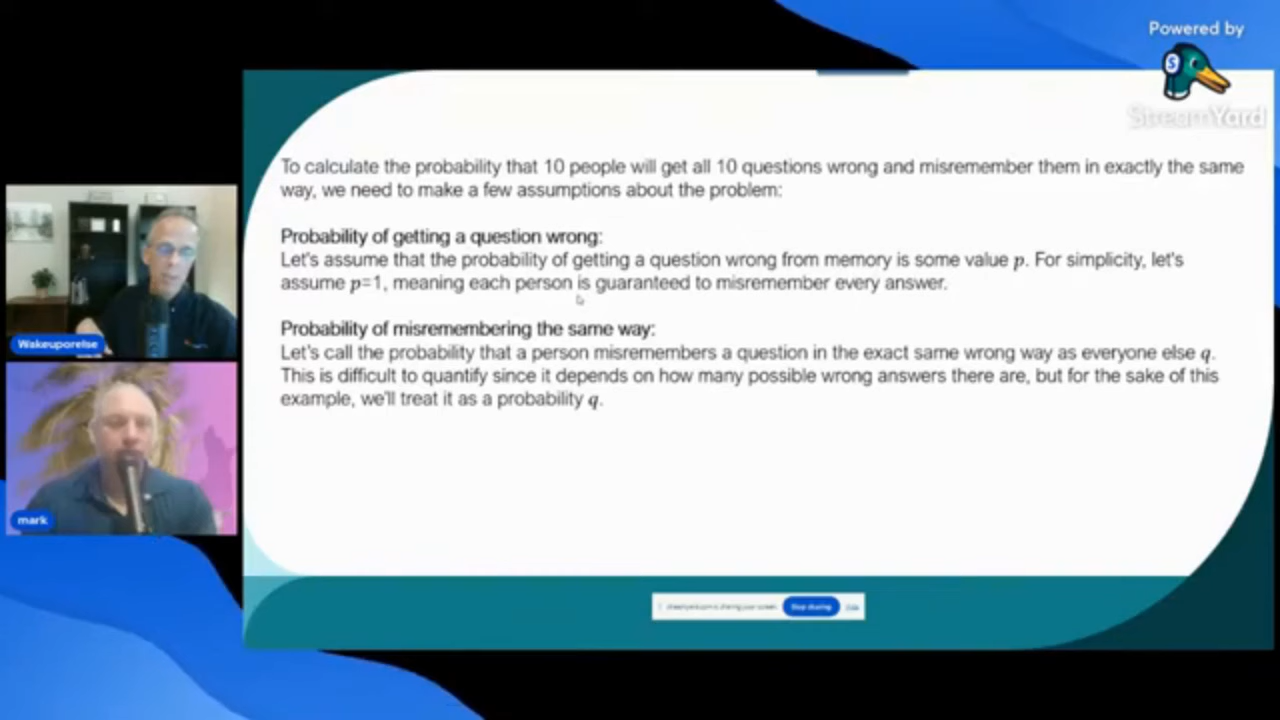 Powered by
StreamYard
To calculate the probability that 10 people will get all 10 questions wrong and misremember them in exactly the same
way, we need to make a few assumptions about the problem:
Probability of getting a question wrong:
Let's assume that the probability of getting a question wrong from memory is some value p. For simplicity, let's
assume p=1, meaning each person is guaranteed to misremember every answer.
Probability of misremembering the same way:
Let's call the probability that a person misremembers a question in the exact same wrong way as everyone else q.
This is difficult to quantify since it depends on how many possible wrong answers there are, but for the sake of this
example, we'll treat it as a probability q.
Wakeuporelse
mark
is sharing your screen. Stop sharing Hide